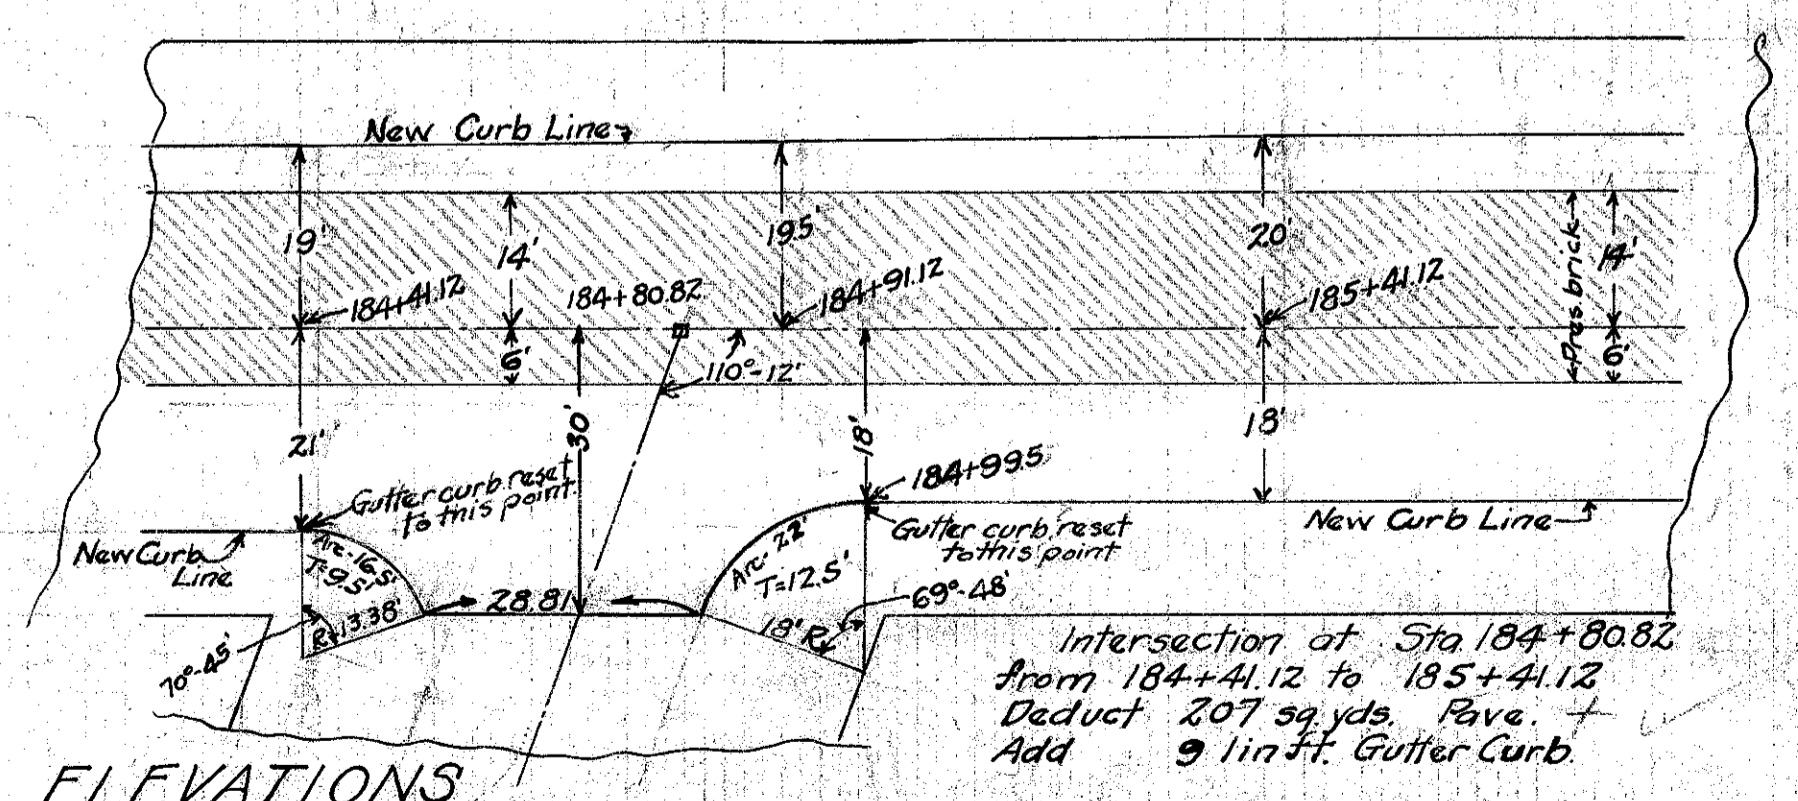 New Curb Line
19'
14'
19.5'
20'
14'
Pres. brick
184+41.12
184+80.82
184+91.12
185+41.12
6'
110°-12'
6'
21'
30'
18'
18'
184+99.5
Gutter curb reset
to this point.
Gutter curb reset
to this point
New Curb Line
New Curb
Line
Arc-16.5'
T=9.5'
R=13.38'
70°-45'
28.81
Arc-22'
T=12.5'
18' R
69°-48'
Intersection at Sta. 184+80.82
from 184+41.12 to 185+41.12
Deduct 207 sq. yds. Pave.
Add 9 lin. ft. Gutter Curb.
ELEVATIONS